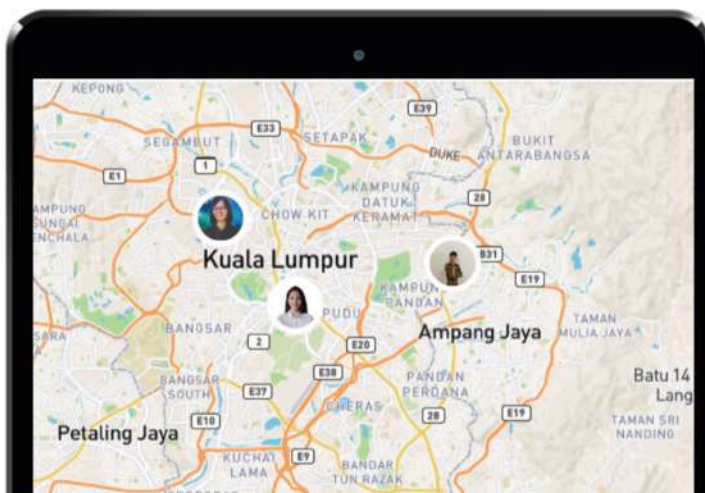 KEPONG
E39
E33
SETAPAK
SEGAMBUT
DUKE
BUKIT
ANTARABANGSA
1
E1
KAMPUNG
DATUK
KERAMAT
28
CHOW KIT
AMPUNG
SUNGAI
ENCHALA
Kuala Lumpur
B31
E19
KAMPUN
PANDAN
PUDU
BANGSAR
Ampang Jaya
TAMAN
MULIA JAYA
SARA
2
E20
E38
Batu 14
Lang
BANGSAR
SOUTH
E37
PANDAN
PERDANA
CHERAS
28
E19
TAMAN SRI
NANDING
E10
Petaling Jaya
KUCHAI
LAMA
E9
BANDAR
TUN RAZAK